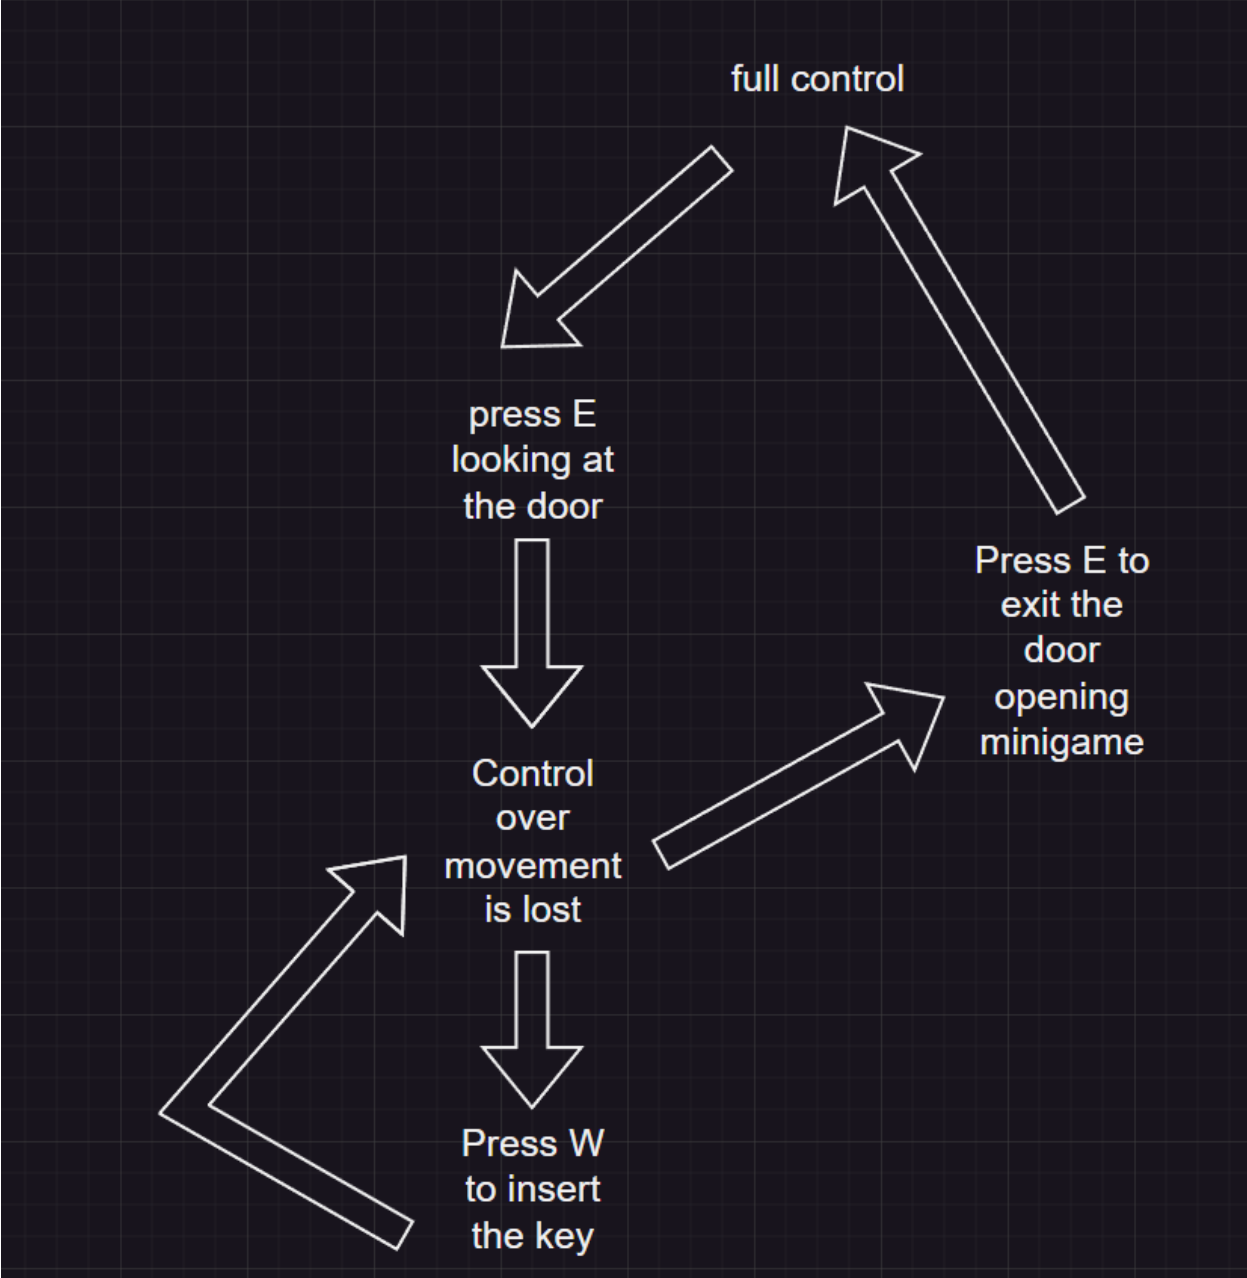 full control
press E
looking at
the door
Control
over
movement
is lost
Press W
to insert
the key
Press E to
exit the
door
opening
minigame